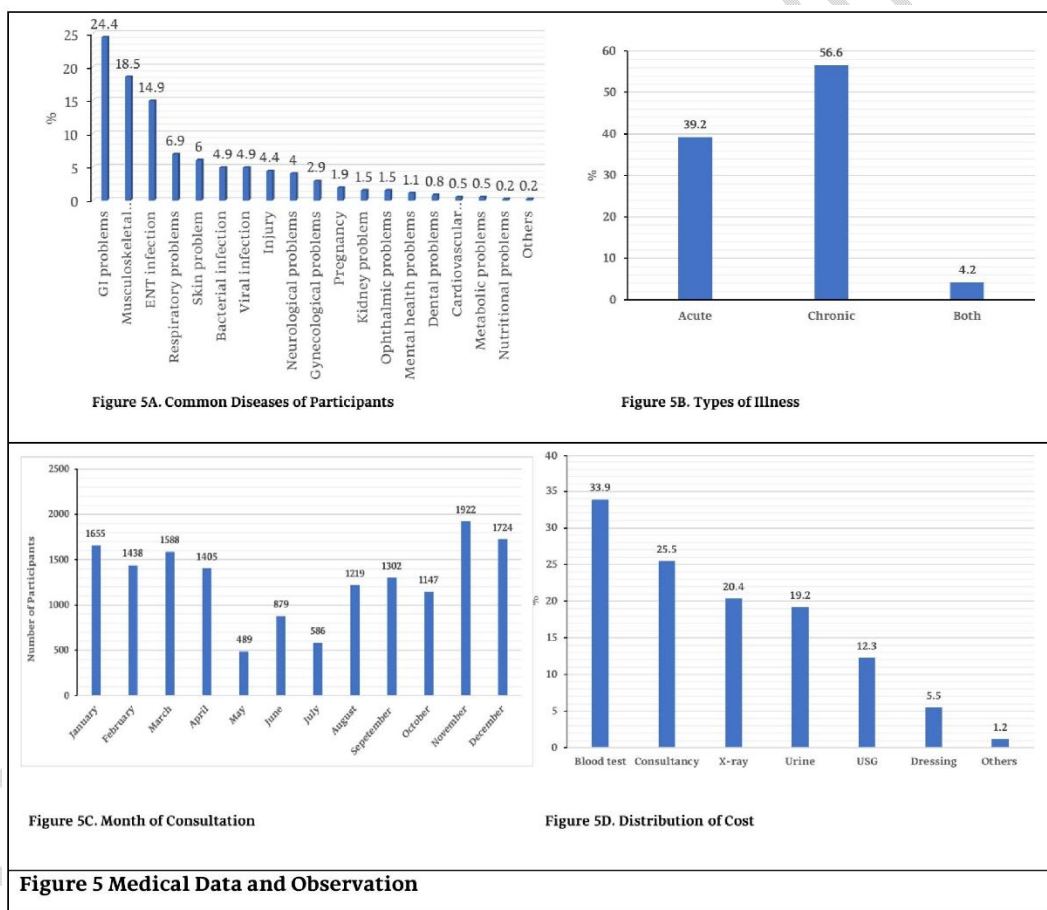 24.4
25
20
15
10
5
0
%
18.5
14.9
6.9
6
4.9
4.9
4.4
4
2.9
1.9
1.5
1.5
1.1
0.8
0.5
0.5
0.2
0.2
GI problems
Musculoskeletal..
ENT infection
Respiratory problems
Skin problem
Bacterial infection
Viral infection
Injury
Neurological problems
Gynecological problems
Pregnancy
Kidney problem
Ophthalmic problems
Mental health problems
Dental problems
Cardiovascular..
Metabolic problems
Nutritional problems
Others
Figure 5A. Common Diseases of Participants
60
50
40
30
20
10
0
%
39.2
56.6
4.2
Acute
Chronic
Both
Figure 5B. Types of Illness
2500
2000
1500
1000
500
0
Number of Participants
1655
1438
1588
1405
489
879
586
1219
1302
1147
1922
1724
January
February
March
April
May
June
July
August
Sepetember
October
November
December
Figure 5C. Month of Consultation
40
35
30
25
20
15
10
5
0
%
33.9
25.5
20.4
19.2
12.3
5.5
1.2
Blood test
Consultancy
X-ray
Urine
USG
Dressing
Others
Figure 5D. Distribution of Cost
Figure 5 Medical Data and Observation